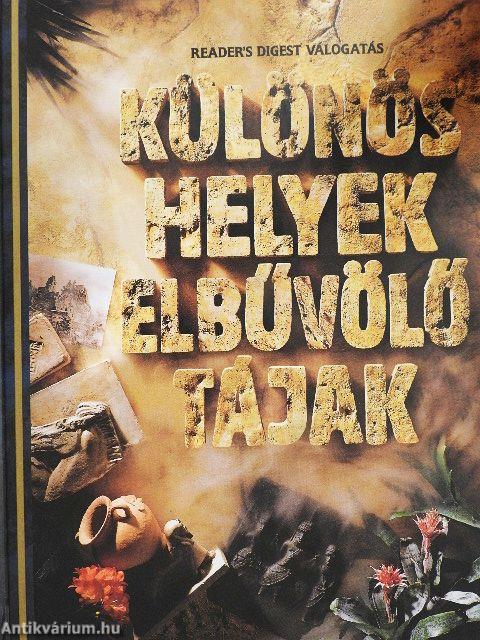 READER'S DIGEST VÁLOGATÁS
KÜLÖNÖS
HELYEK
ELBŰVÖLŐ
TÁJAK
Antikvárium.hu